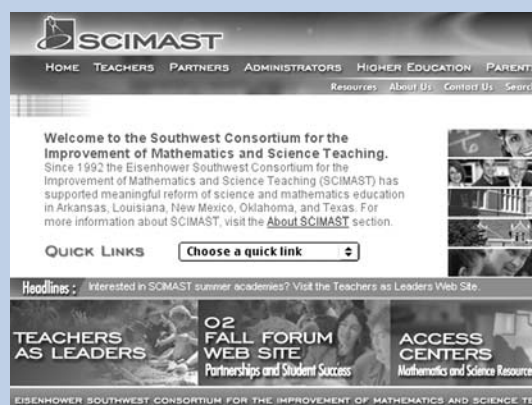 SCIMAST
HOME TEACHERS PARTNERS ADMINISTRATORS HIGHER EDUCATION PARENT
Resources About Us Contact Us Searc
Welcome to the Southwest Consortium for the
Improvement of Mathematics and Science Teaching.
Since 1992 the Eisenhower Southwest Consortium for the
Improvement of Mathematics and Science Teaching (SCIMAST) has
supported meaningful reform of science and mathematics education
in Arkansas, Louisiana, New Mexico, Oklahoma, and Texas. For
more information about SCIMAST, visit the About SCIMAST section.
QUICK LINKS Choose a quick link
Headlines : Interested in SCIMAST summer academies? Visit the Teachers as Leaders Web Site.
TEACHERS
AS LEADERS
02
FALL FORUM
WEB SITE
Partnerships and Student Success
ACCESS
CENTERS
Mathematics and Science Resource
EISENHOWER SOUTHWEST CONSORTIUM FOR THE IMPROVEMENT OF MATHEMATICS AND SCIENCE